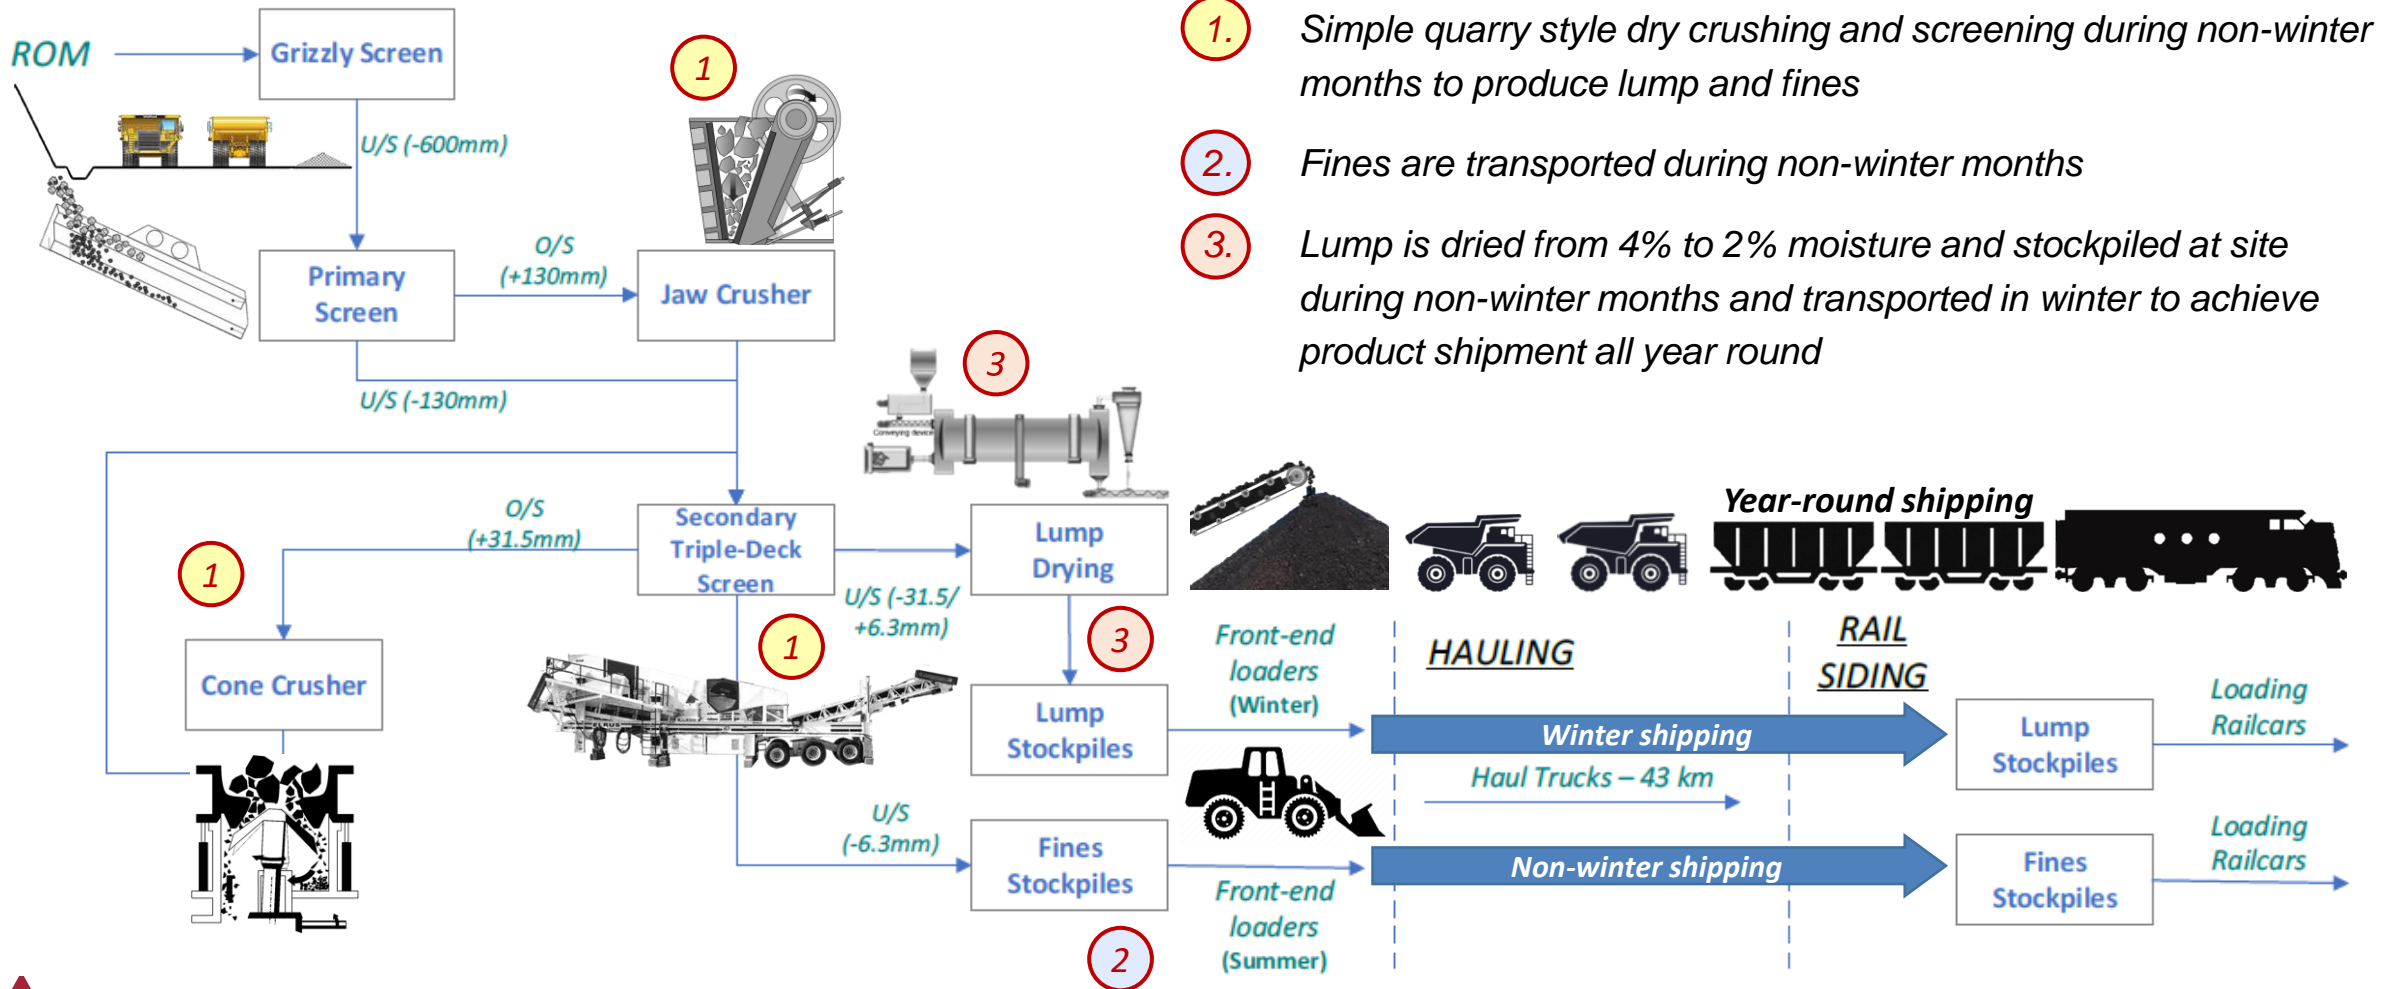 ROM
Grizzly Screen
U/S (-600mm)
1
Primary
Screen
O/S
(+130mm)
Jaw Crusher
U/S (-130mm)
1.
Simple quarry style dry crushing and screening during non-winter
months to produce lump and fines
2.
Fines are transported during non-winter months
3.
Lump is dried from 4% to 2% moisture and stockpiled at site
during non-winter months and transported in winter to achieve
product shipment all year round
3
Conveying device
O/S
(+31.5mm)
1
Secondary
Triple-Deck
Screen
Lump
Drying
U/S (-31.5/
+6.3mm)
Cone Crusher
1
3
Lump
Stockpiles
U/S
(-6.3mm)
Fines
Stockpiles
2
Year-round shipping
Front-end
loaders
(Winter)
HAULING
RAIL
SIDING
Winter shipping
Haul Trucks – 43 km
Lump
Stockpiles
Loading
Railcars
Non-winter shipping
Front-end
loaders
(Summer)
Fines
Stockpiles
Loading
Railcars